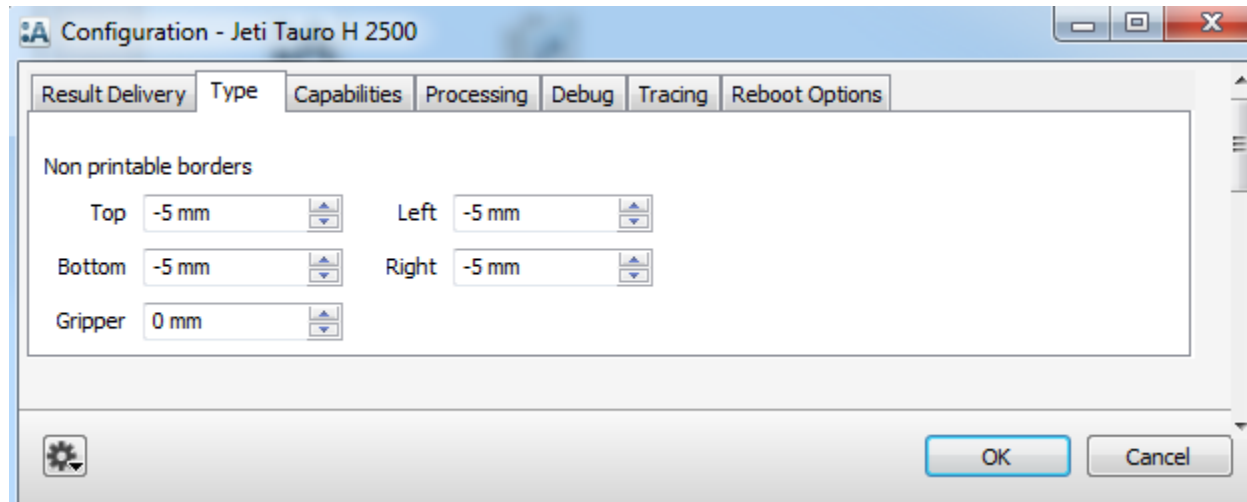 :A Configuration - Jeti Tauro H 2500
Result Delivery Type Capabilities Processing Debug Tracing Reboot Options
Non printable borders
Top -5 mm Left -5 mm
Bottom -5 mm Right -5 mm
Gripper 0 mm
OK Cancel